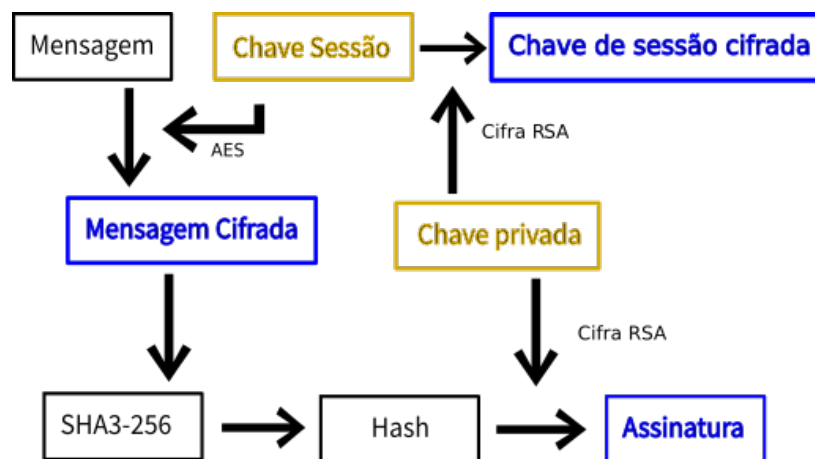 Mensagem
Chave Sessão
Chave de sessão cifrada
AES
Cifra RSA
Mensagem Cifrada
Chave privada
Cifra RSA
SHA3-256
Hash
Assinatura